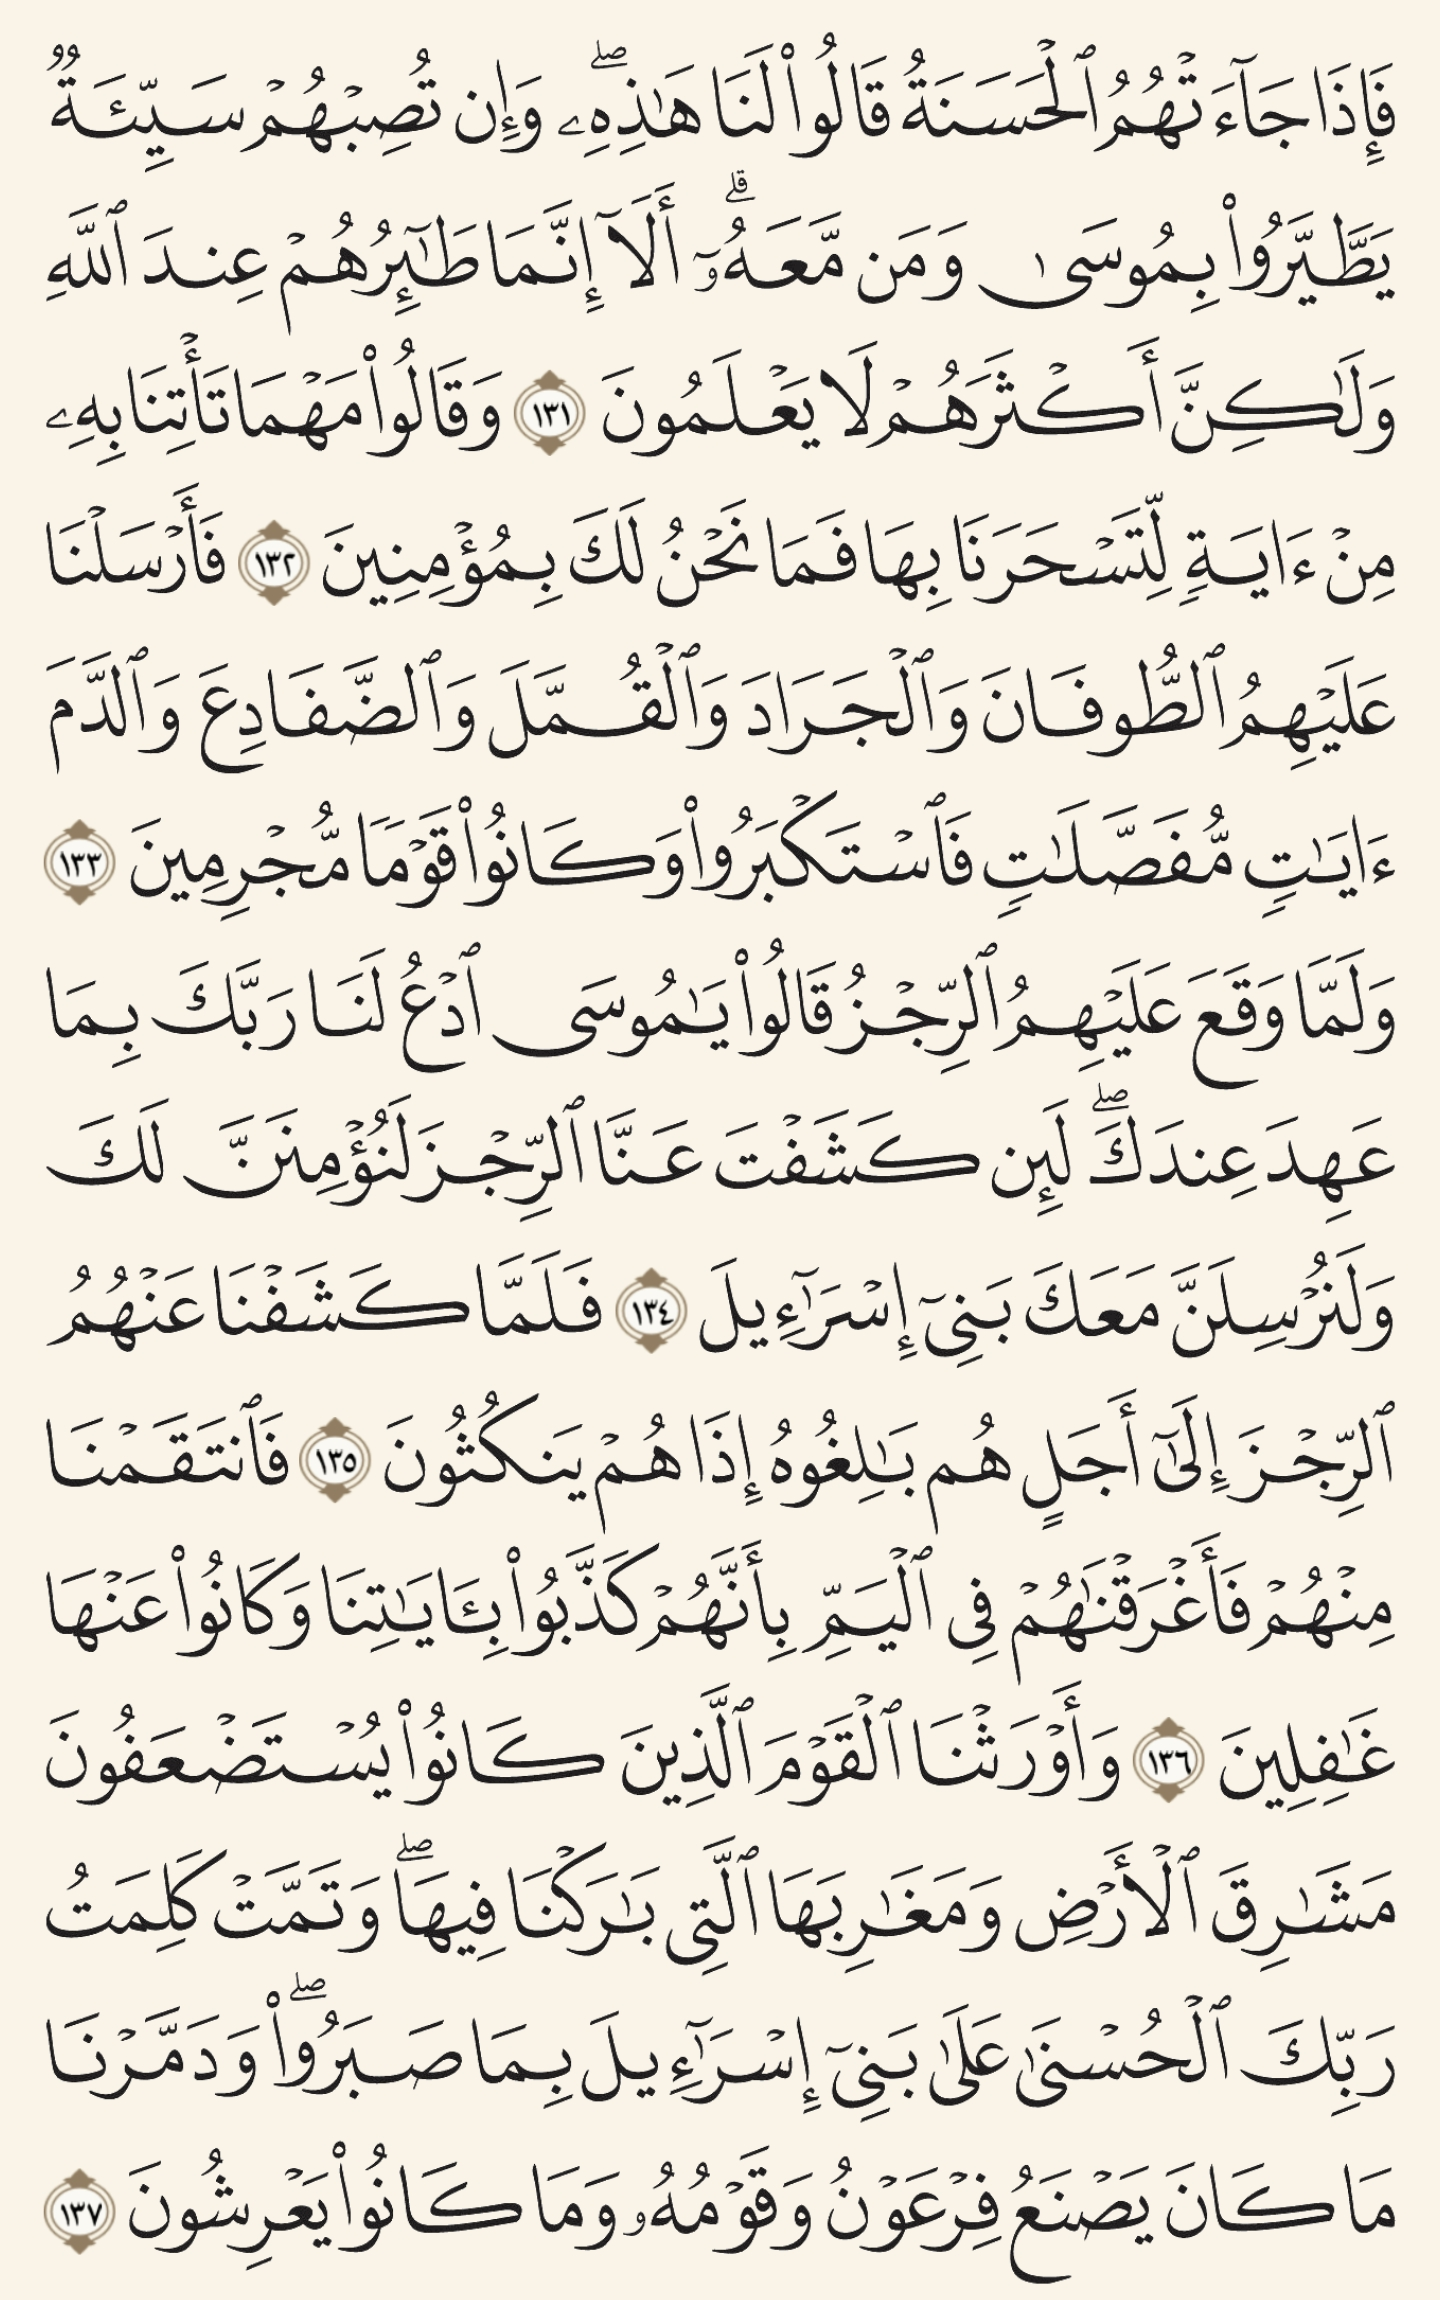 فَإِذَا جَآءَتۡهُمُ ٱلۡحَسَنَةُ قَالُوا۟ لَنَا هَـٰذِهِۦۖ وَإِن تُصِبۡهُمۡ سَيِّئَةࣱ
يَطَّيَّرُوا۟ بِمُوسَىٰ وَمَن مَّعَهُۥۤۗ أَلَاۤ إِنَّمَا طَـٰۤىِٕرُهُمۡ عِندَ ٱللَّهِ
وَلَـٰكِنَّ أَكۡثَرَهُمۡ لَا يَعۡلَمُونَ ١٣١ وَقَالُوا۟ مَهۡمَا تَأۡتِنَا بِهِۦ
مِنۡ ءَايَةࣲ لِّتَسۡحَرَنَا بِهَا فَمَا نَحۡنُ لَكَ بِمُؤۡمِنِينَ ١٣٢ فَأَرۡسَلۡنَا
عَلَيۡهِمُ ٱلطُّوفَانَ وَٱلۡجَرَادَ وَٱلۡقُمَّلَ وَٱلضَّفَادِعَ وَٱلدَّمَ
ءَايَـٰتࣲ مُّفَصَّلَـٰتࣲ فَٱسۡتَكۡبَرُوا۟ وَكَانُوا۟ قَوۡمࣰا مُّجۡرِمِينَ ١٣٣
وَلَمَّا وَقَعَ عَلَيۡهِمُ ٱلرِّجۡزُ قَالُوا۟ يَـٰمُوسَى ٱدۡعُ لَنَا رَبَّكَ بِمَا
عَهِدَ عِندَكَۖ لَىِٕن كَشَفۡتَ عَنَّا ٱلرِّجۡزَ لَنُؤۡمِنَنَّ لَكَ
وَلَنُرۡسِلَنَّ مَعَكَ بَنِیۤ إِسۡرَ ٰۤءِيلَ ١٣٤ فَلَمَّا كَشَفۡنَا عَنۡهُمُ
ٱلرِّجۡزَ إِلَىٰۤ أَجَلٍ هُم بَـٰلِغُوهُ إِذَا هُمۡ يَنكُثُونَ ١٣٥ فَٱنتَقَمۡنَا
مِنۡهُمۡ فَأَغۡرَقۡنَـٰهُمۡ فِی ٱلۡيَمِّ بِأَنَّهُمۡ كَذَّبُوا۟ بِـَٔايَـٰتِنَا وَكَانُوا۟ عَنۡهَا
غَـٰفِلِينَ ١٣٦ وَأَوۡرَثۡنَا ٱلۡقَوۡمَ ٱلَّذِينَ كَانُوا۟ يُسۡتَضۡعَفُونَ
مَشَـٰرِقَ ٱلۡأَرۡضِ وَمَغَـٰرِبَهَا ٱلَّتِی بَـٰرَكۡنَا فِيهَاۖ وَتَمَّتۡ كَلِمَتُ
رَبِّكَ ٱلۡحُسۡنَىٰ عَلَىٰ بَنِیۤ إِسۡرَ ٰۤءِيلَ بِمَا صَبَرُوا۟ۖ وَدَمَّرۡنَا
مَا كَانَ يَصۡنَعُ فِرۡعَوۡنُ وَقَوۡمُهُۥ وَمَا كَانُوا۟ يَعۡرِشُونَ ١٣٧